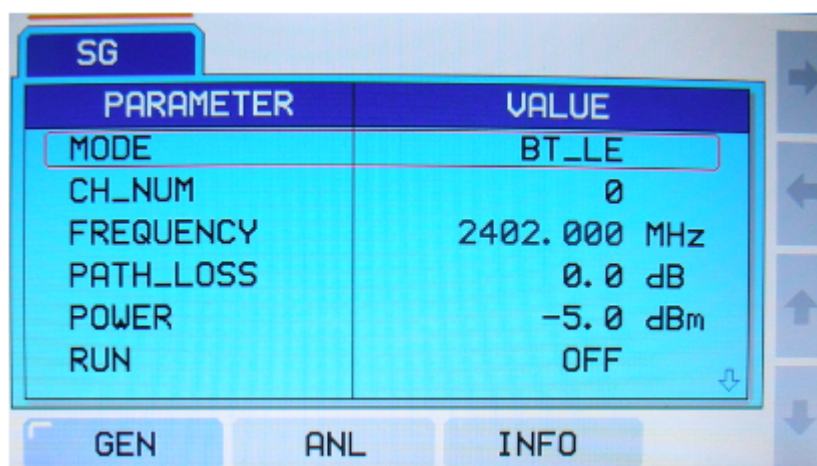 SG
PARAMETER VALUE
MODE BT_LE
CH_NUM 0
FREQUENCY 2402.000 MHz
PATH_LOSS 0.0 dB
POWER -5.0 dBm
RUN OFF
GEN ANL INFO